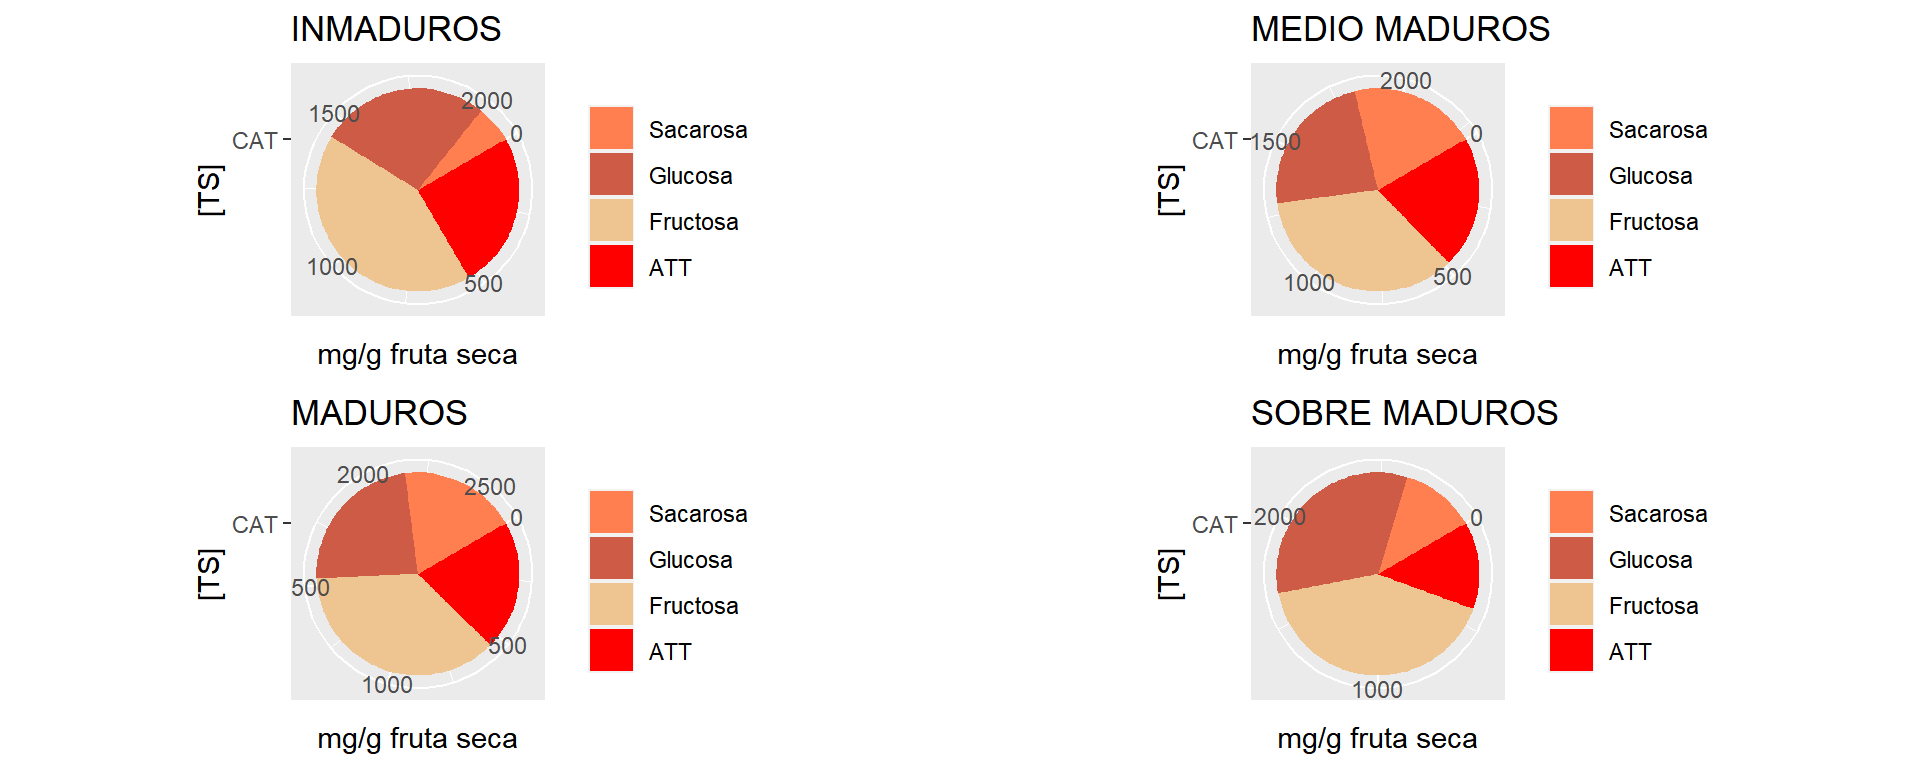 INMADUROS
2000
1500
0
CAT
[TS]
1000
500
mg/g fruta seca
Sacarosa
Glucosa
Fructosa
ATT
MEDIO MADUROS
2000
0
1500
CAT
[TS]
500
1000
mg/g fruta seca
Sacarosa
Glucosa
Fructosa
ATT
MADUROS
2000
2500
0
CAT
[TS]
500
500
1000
mg/g fruta seca
Sacarosa
Glucosa
Fructosa
ATT
SOBRE MADUROS
2000
0
CAT
[TS]
1000
mg/g fruta seca
Sacarosa
Glucosa
Fructosa
ATT